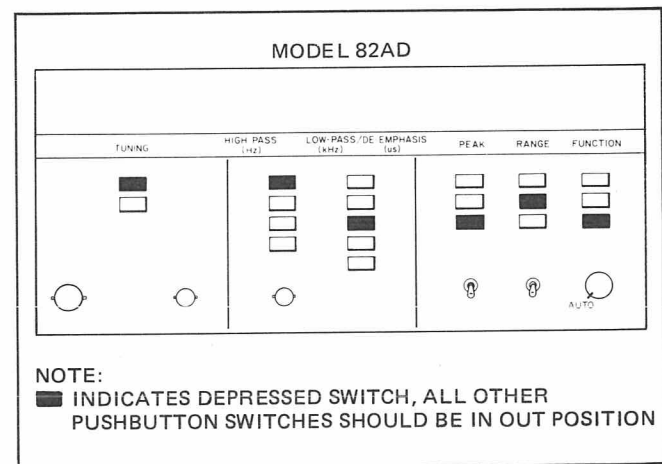 MODEL 82AD
TUNING
HIGH PASS
(Hz)
LOW-PASS/DE EMPHASIS
(kHz) (us)
PEAK
RANGE
FUNCTION
AUTO
NOTE:
INDICATES DEPRESSED SWITCH, ALL OTHER
PUSHBUTTON SWITCHES SHOULD BE IN OUT POSITION